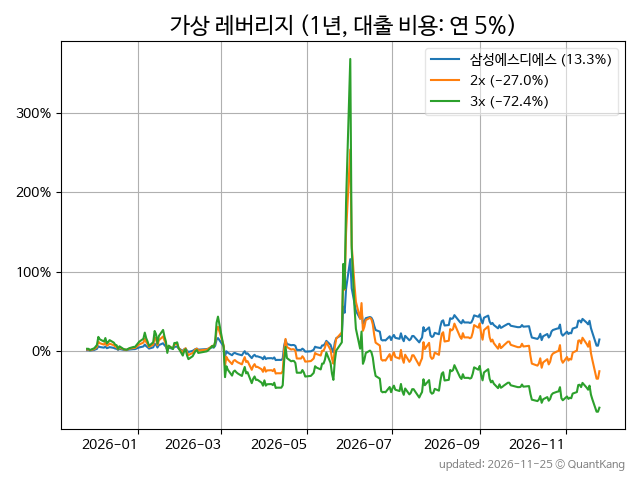 가상 레버리지 (1년, 대출 비용: 연 5%)
삼성에스디에스 (13.3%)
2x (-27.0%)
3x (-72.4%)
300%
200%
100%
0%
2026-01 2026-03 2026-05 2026-07 2026-09 2026-11
updated: 2026-11-25 © QuantKang